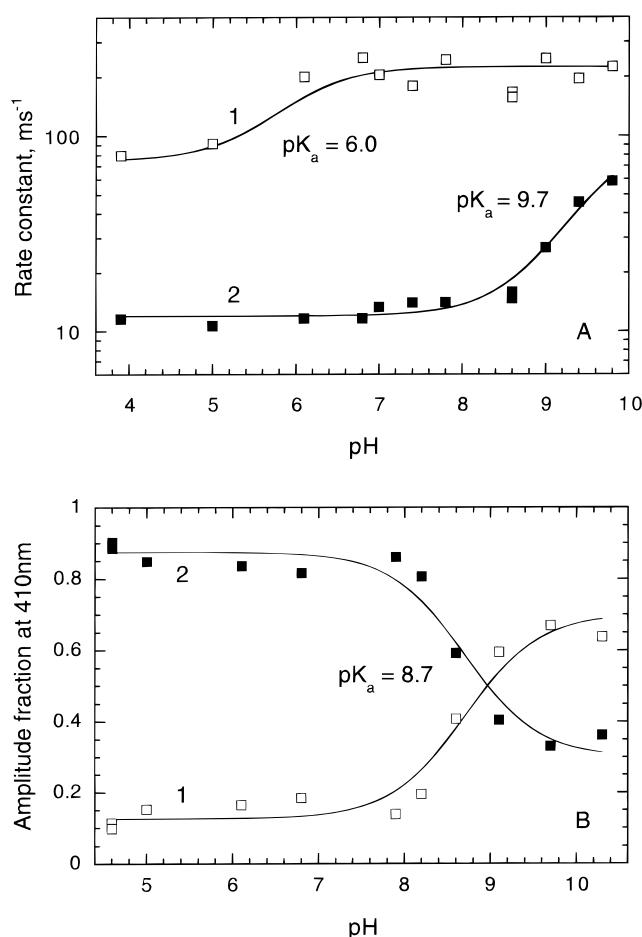 100
10
Rate constant, ms⁻¹
1
pKₐ = 6.0
pKₐ = 9.7
2
A
4 5 6 7 8 9 10
pH
1
0.8
0.6
0.4
0.2
0
Amplitude fraction at 410nm
2
pKₐ = 8.7
1
B
5 6 7 8 9 10
pH